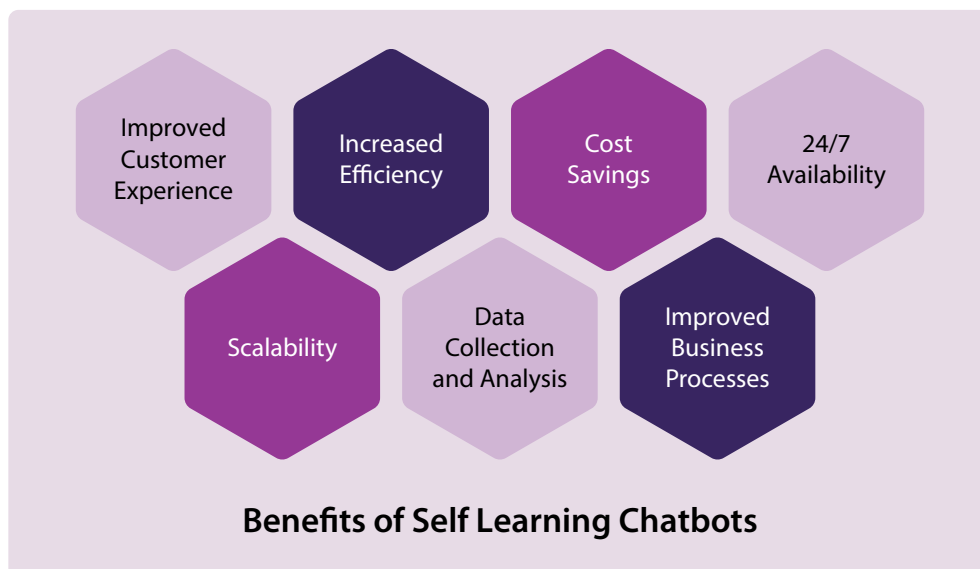 Improved
Customer
Experience
Increased
Efficiency
Cost
Savings
24/7
Availability
Scalability
Data
Collection
and Analysis
Improved
Business
Processes
Benefits of Self Learning Chatbots